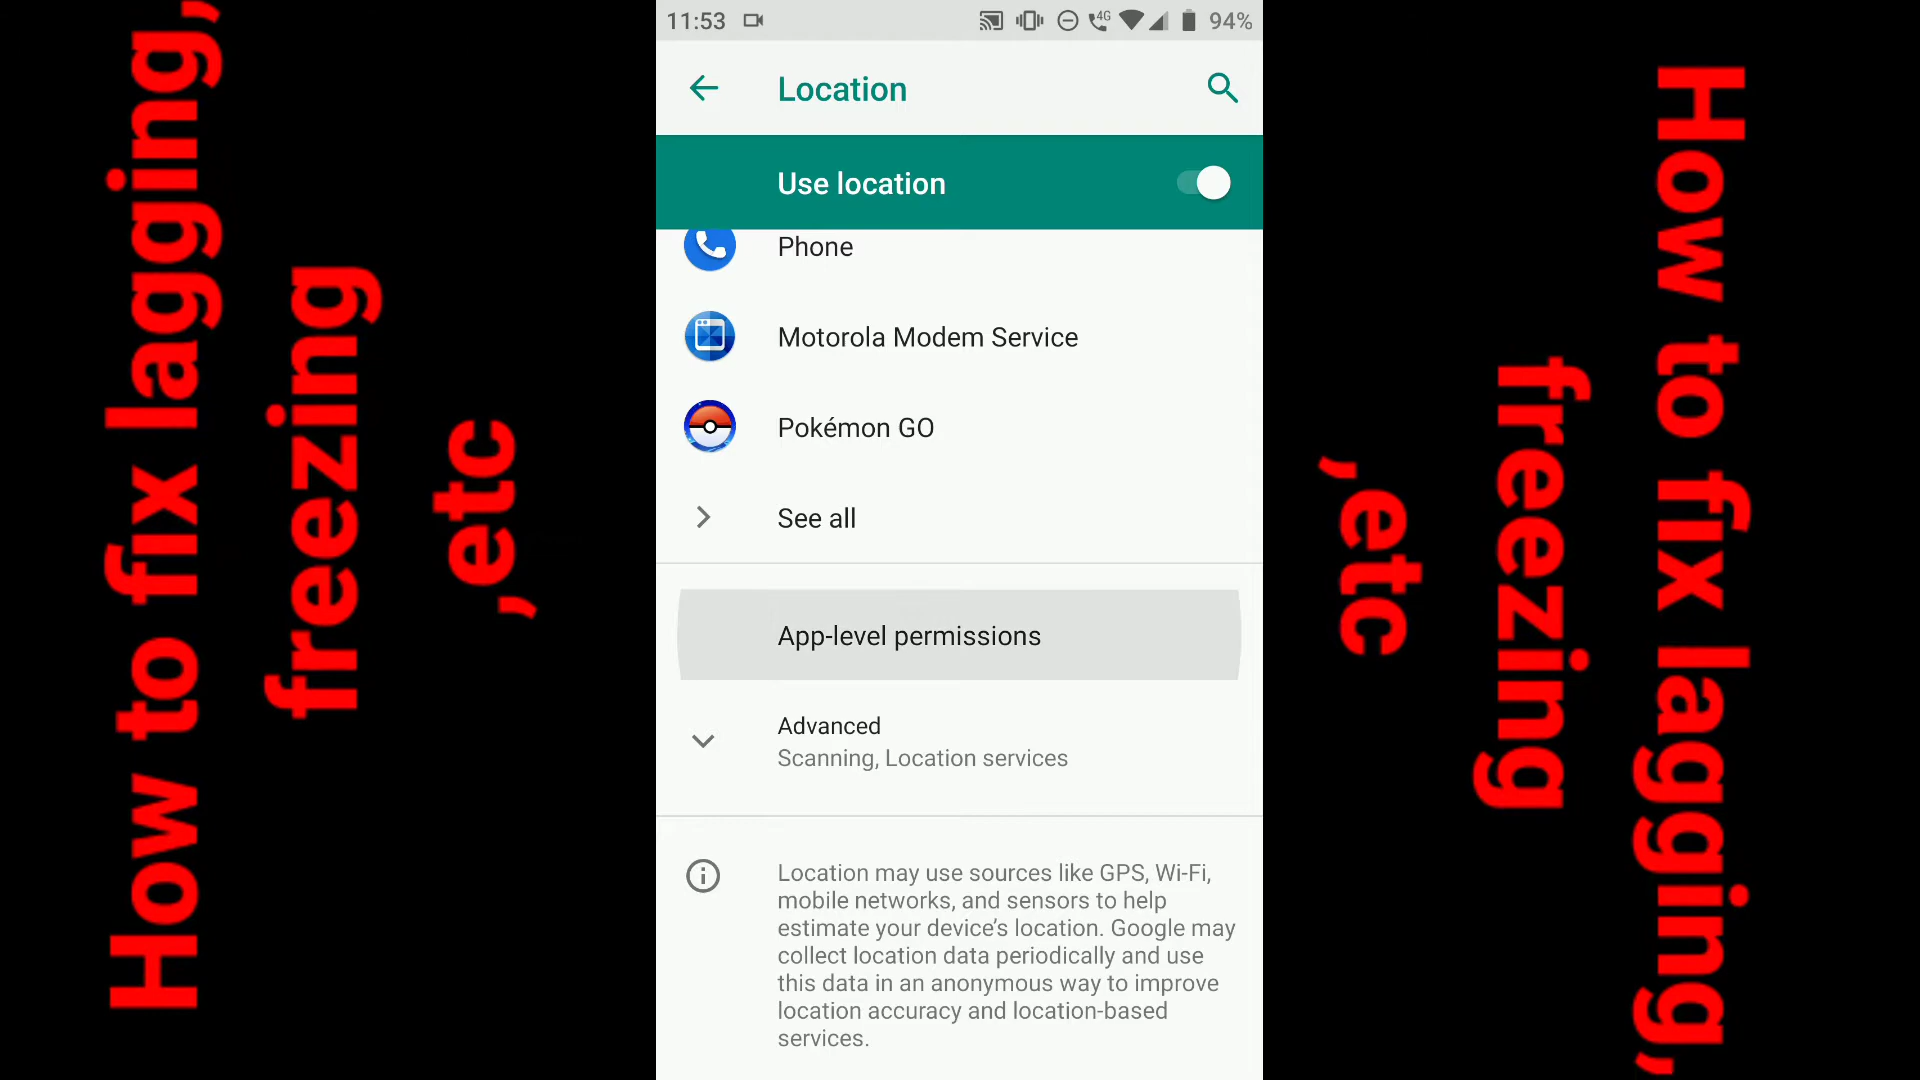 How to fix lagging,
freezing
,etc
11:53
4G
94%
Location
Use location
Phone
Motorola Modem Service
Pokémon GO
See all
App-level permissions
Advanced
Scanning, Location services
Location may use sources like GPS, Wi-Fi,
mobile networks, and sensors to help
estimate your device’s location. Google may
collect location data periodically and use
this data in an anonymous way to improve
location accuracy and location-based
services.
How to fix lagging,
freezing
,etc